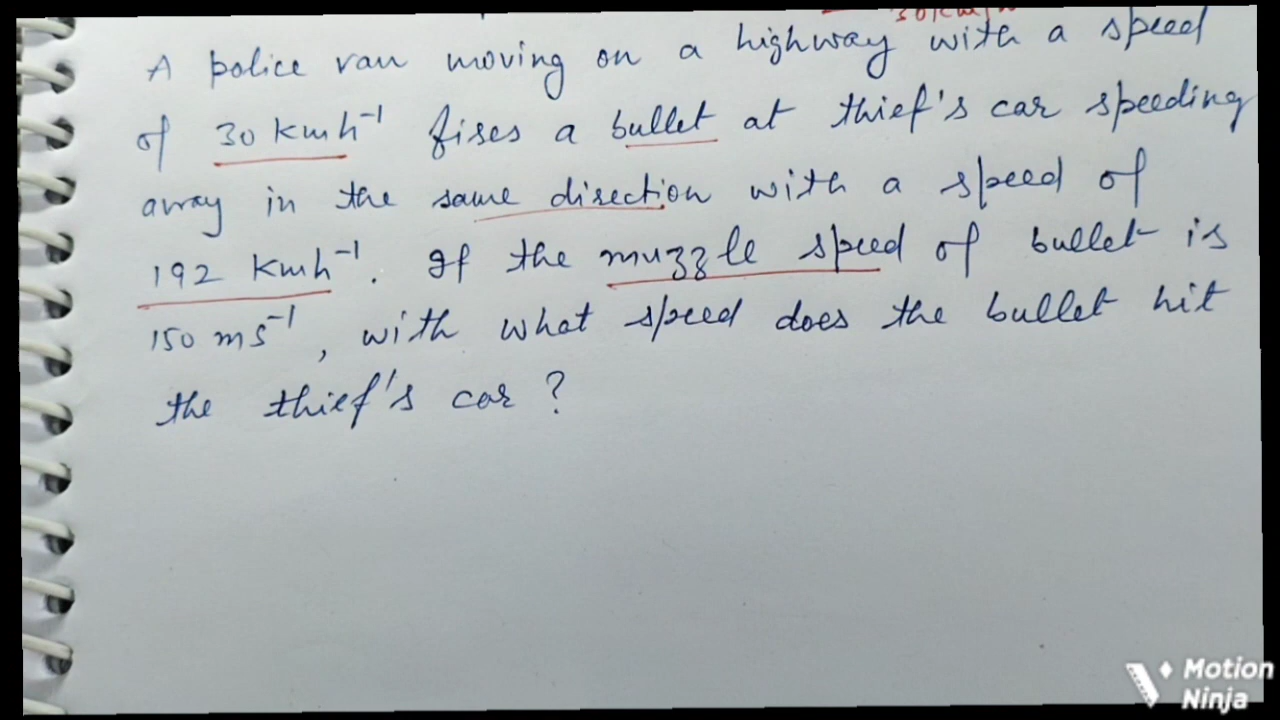 30km/h
A police van moving on a highway with a speed
of 30 Kmh⁻¹ fires a bullet at thief's car speeding
away in the same direction with a speed of
192 Kmh⁻¹. If the muzzle speed of bullet is
150 ms⁻¹, with what speed does the bullet hit
the thief's car ?
Motion
Ninja